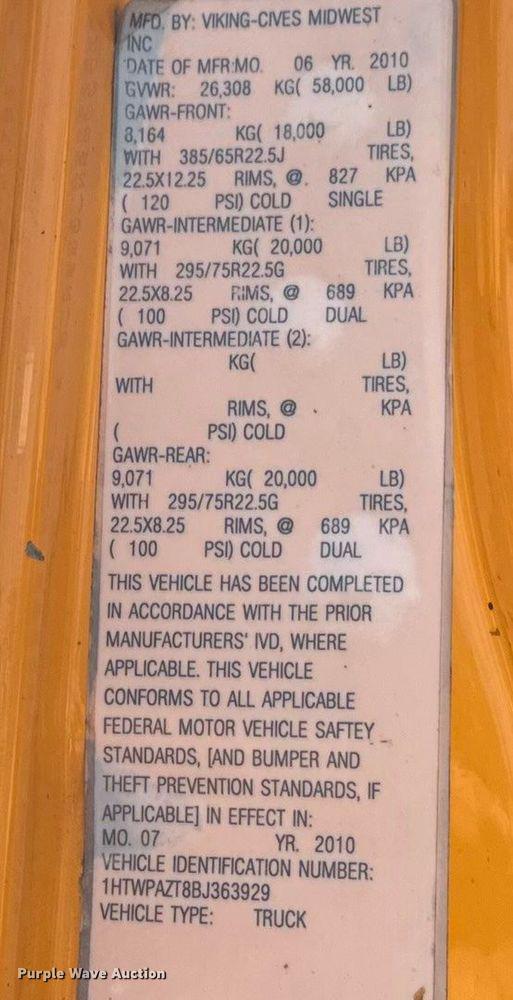 MFD. BY: VIKING-CIVES MIDWEST
INC
DATE OF MFR:MO. 06 YR. 2010
GVWR: 26,308 KG( 58,000 LB)
GAWR-FRONT:
8,164 KG( 18,000 LB)
WITH 385/65R22.5J TIRES,
22.5X12.25 RIMS, @. 827 KPA
( 120 PSI) COLD SINGLE
GAWR-INTERMEDIATE (1):
9,071 KG( 20,000 LB)
WITH 295/75R22.5G TIRES,
22.5X8.25 RIMS, @ 689 KPA
( 100 PSI) COLD DUAL
GAWR-INTERMEDIATE (2):
KG( LB)
WITH TIRES,
RIMS, @ KPA
( PSI) COLD
GAWR-REAR:
9,071 KG( 20,000 LB)
WITH 295/75R22.5G TIRES,
22.5X8.25 RIMS, @ 689 KPA
( 100 PSI) COLD DUAL
THIS VEHICLE HAS BEEN COMPLETED
IN ACCORDANCE WITH THE PRIOR
MANUFACTURERS' IVD, WHERE
APPLICABLE. THIS VEHICLE
CONFORMS TO ALL APPLICABLE
FEDERAL MOTOR VEHICLE SAFTEY
STANDARDS, [AND BUMPER AND
THEFT PREVENTION STANDARDS, IF
APPLICABLE] IN EFFECT IN:
MO. 07 YR. 2010
VEHICLE IDENTIFICATION NUMBER:
1HTWPAZT8BJ363929
VEHICLE TYPE: TRUCK
Purple Wave Auction